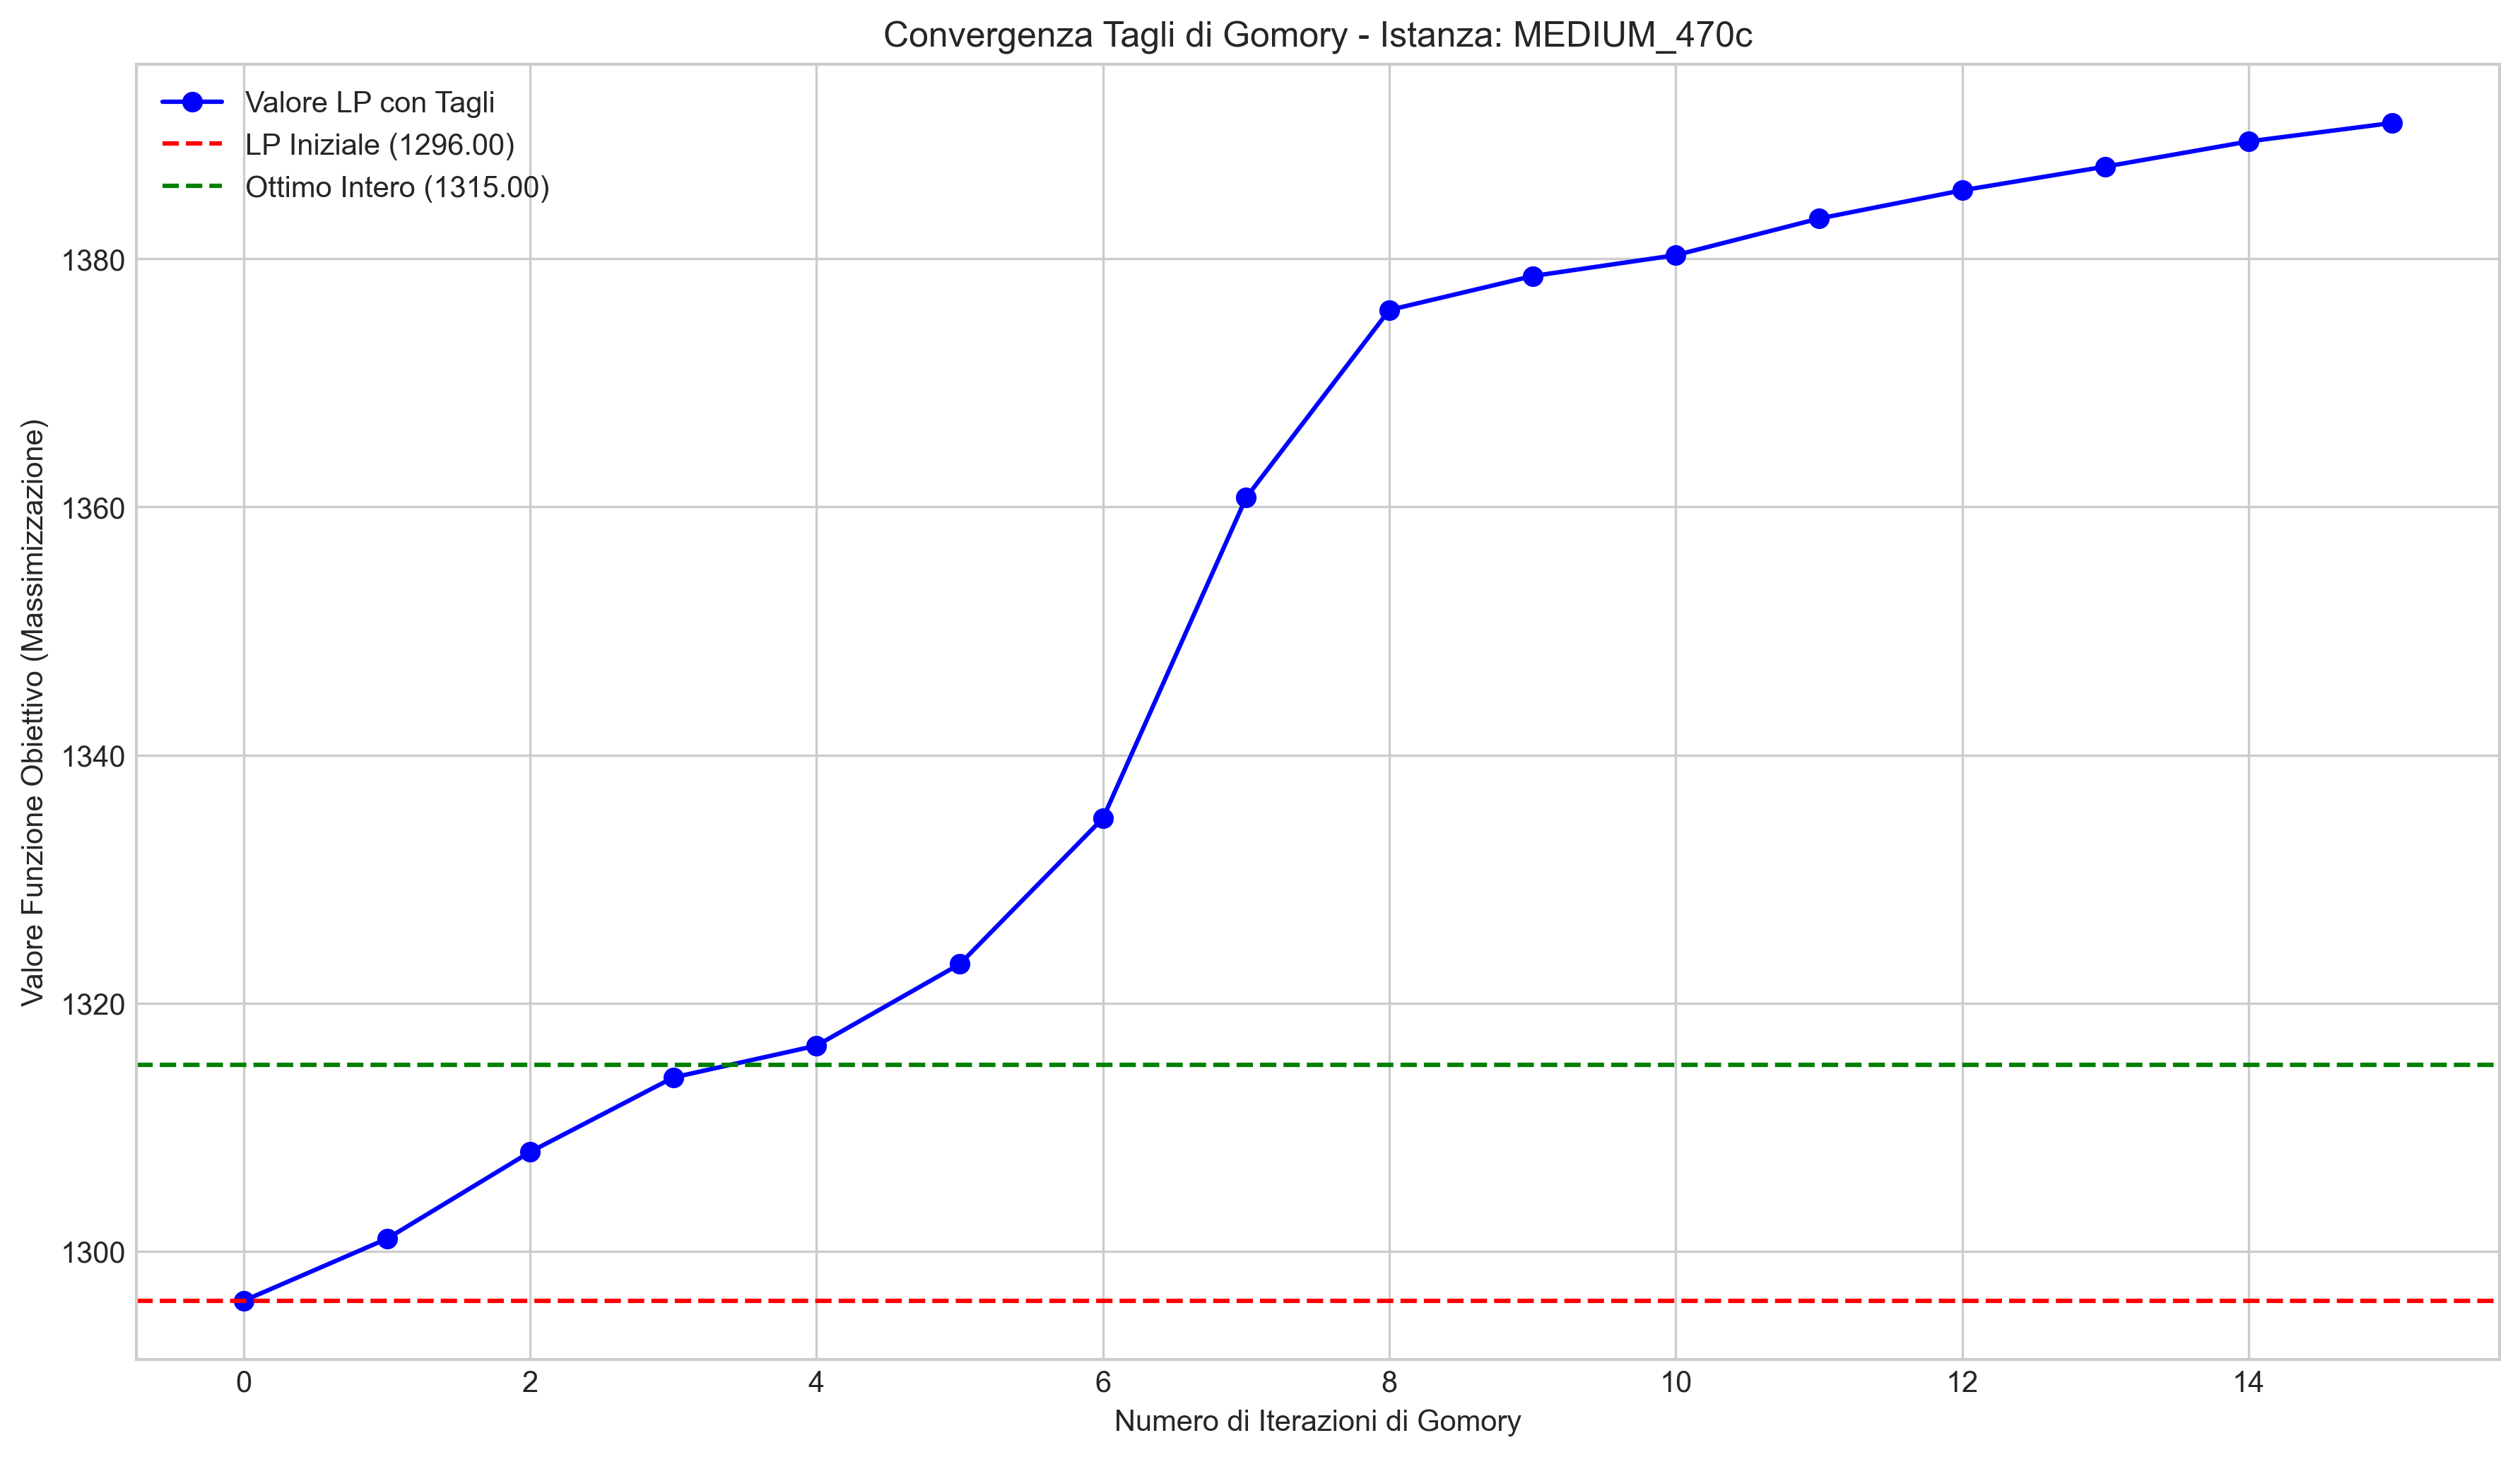 Convergenza Tagli di Gomory - Istanza: MEDIUM_470c
Valore LP con Tagli
LP Iniziale (1296.00)
Ottimo Intero (1315.00)
Valore Funzione Obiettivo (Massimizzazione)
1380
1360
1340
1320
1300
0 2 4 6 8 10 12 14
Numero di Iterazioni di Gomory